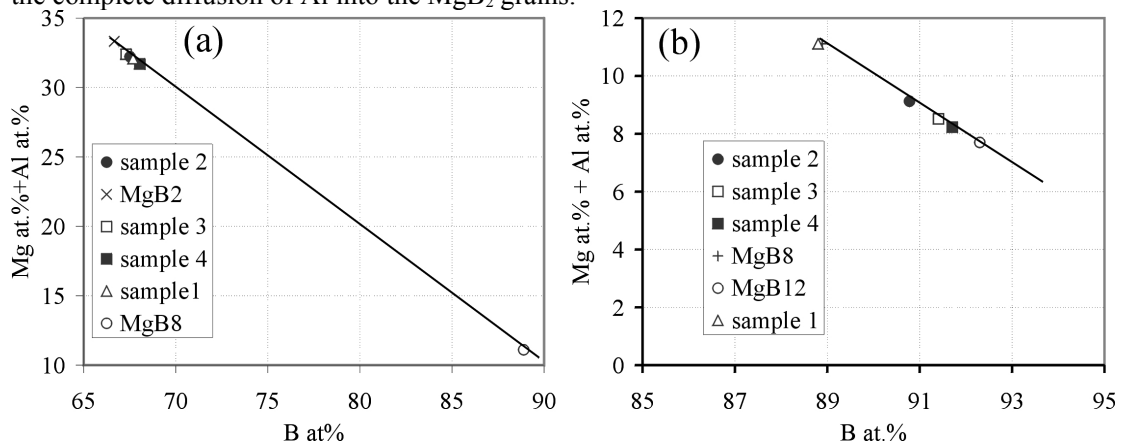 the complete diffusion of Al into the MgB₂ grains.
(a)
Mg at.%+Al at.%
35
30
25
20
15
10
sample 2
MgB2
sample 3
sample 4
sample1
MgB8
65 70 75 80 85 90
B at%
(b)
Mg at.% + Al at.%
12
10
8
6
4
2
0
sample 2
sample 3
sample 4
MgB8
MgB12
sample 1
85 87 89 91 93 95
B at.%